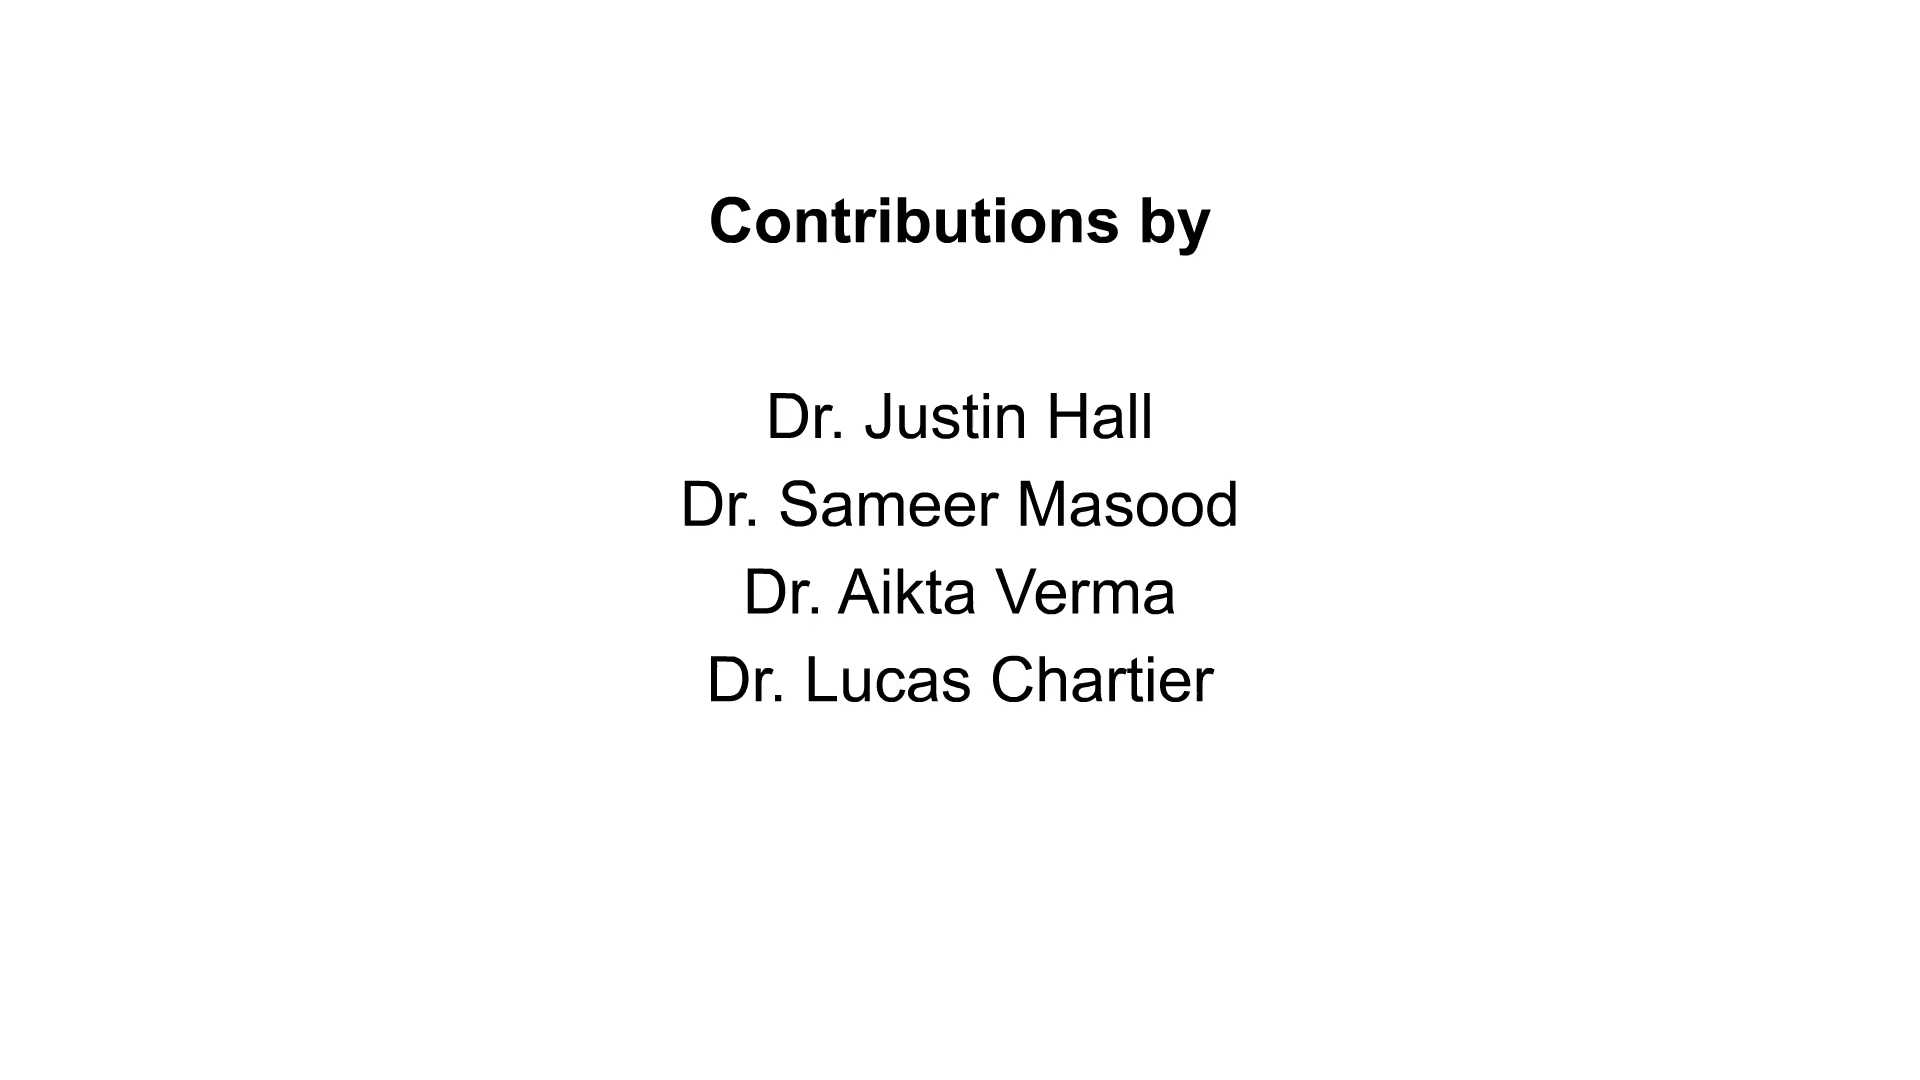 Contributions by
Dr. Justin Hall
Dr. Sameer Masood
Dr. Aikta Verma
Dr. Lucas Chartier